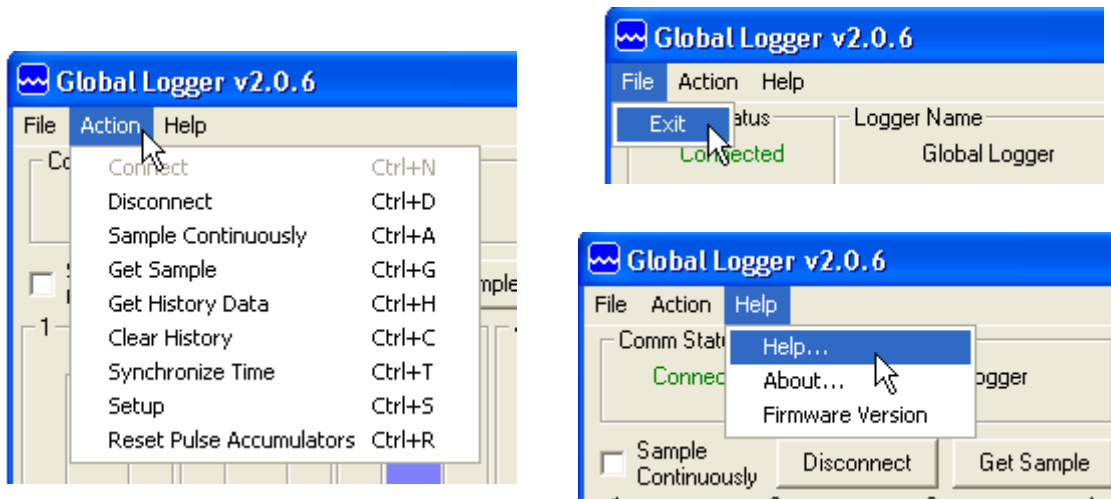 Global Logger v2.0.6
File Action Help
Connect Ctrl+N
Disconnect Ctrl+D
Sample Continuously Ctrl+A
Get Sample Ctrl+G
Get History Data Ctrl+H
Clear History Ctrl+C
Synchronize Time Ctrl+T
Setup Ctrl+S
Reset Pulse Accumulators Ctrl+R
1
Global Logger v2.0.6
File Action Help
Exit
Logger Name
Connected
Global Logger
Global Logger v2.0.6
File Action Help
Comm
Help...
About...
Firmware Version
Sample
Continuously
Disconnect
Get Sample